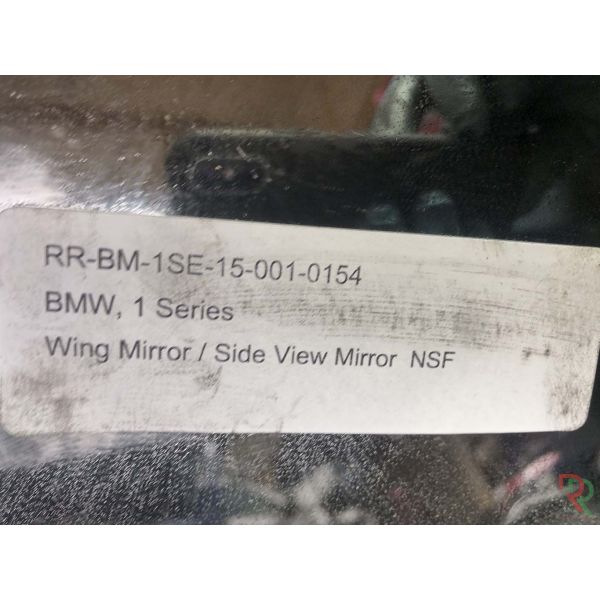 RR-BM-1SE-15-001-0154
BMW, 1 Series
Wing Mirror / Side View Mirror NSF